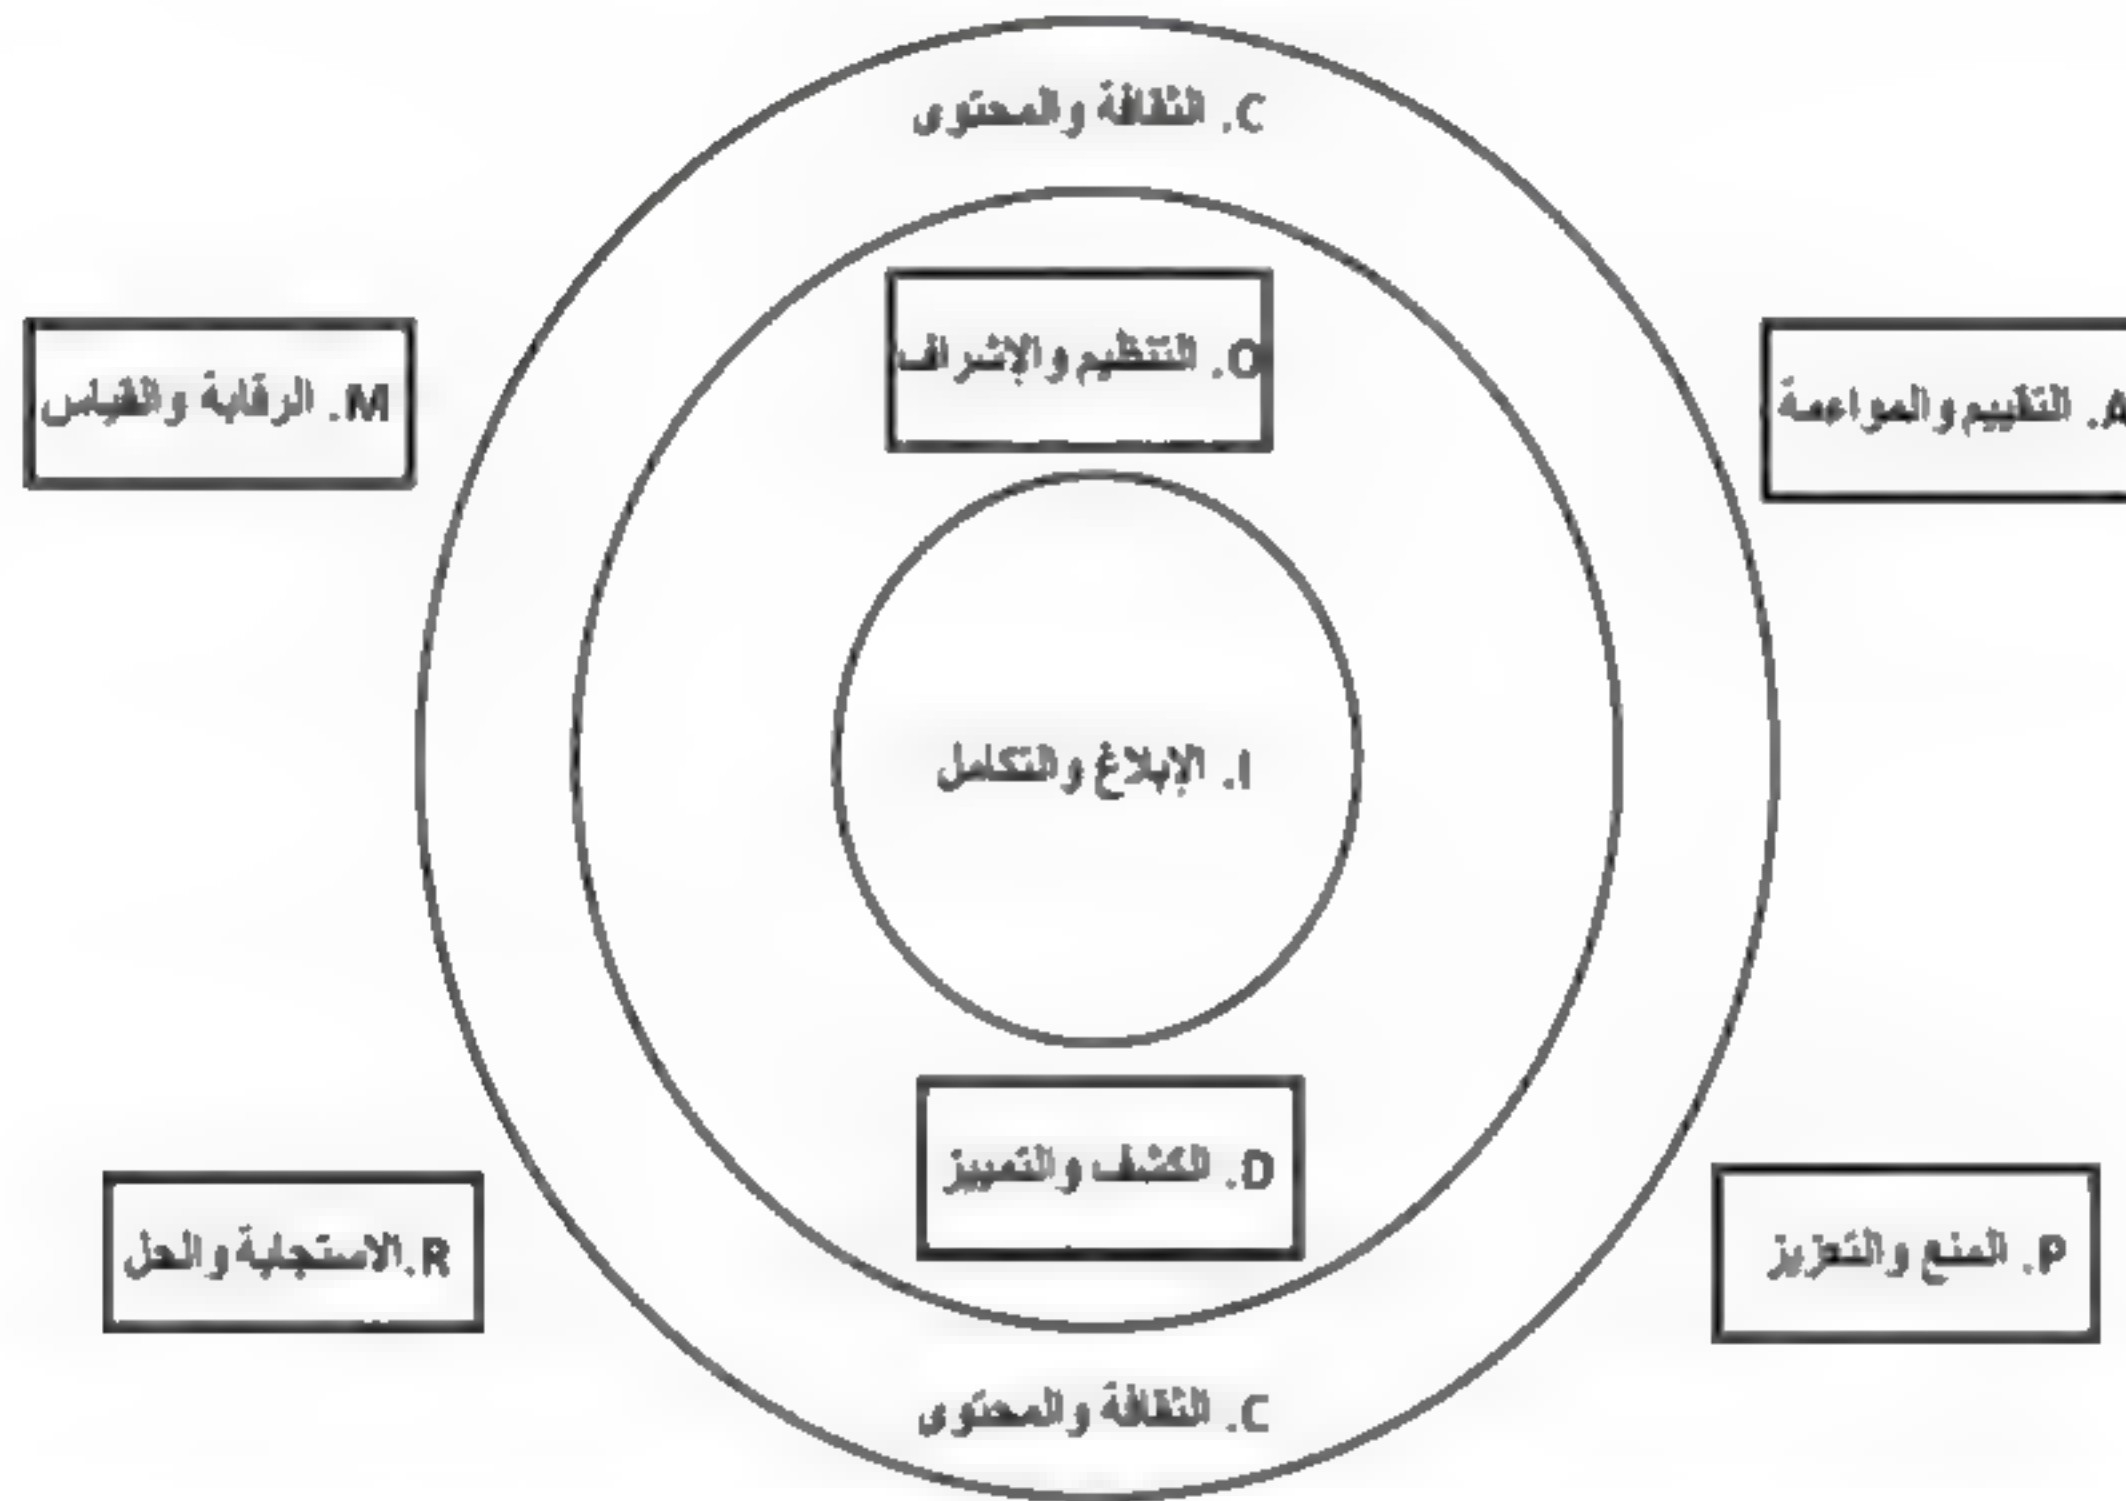 C. الثقافة والمحتوى
O. التنظيم والإشراف
A. التقييم والمواءمة
M. الرقابة والقياس
I. الإبلاغ والتكامل
D. الكشف والتمييز
P. المنع والتعزيز
R.الاستجابة والحل
C. الثقافة والمحتوى